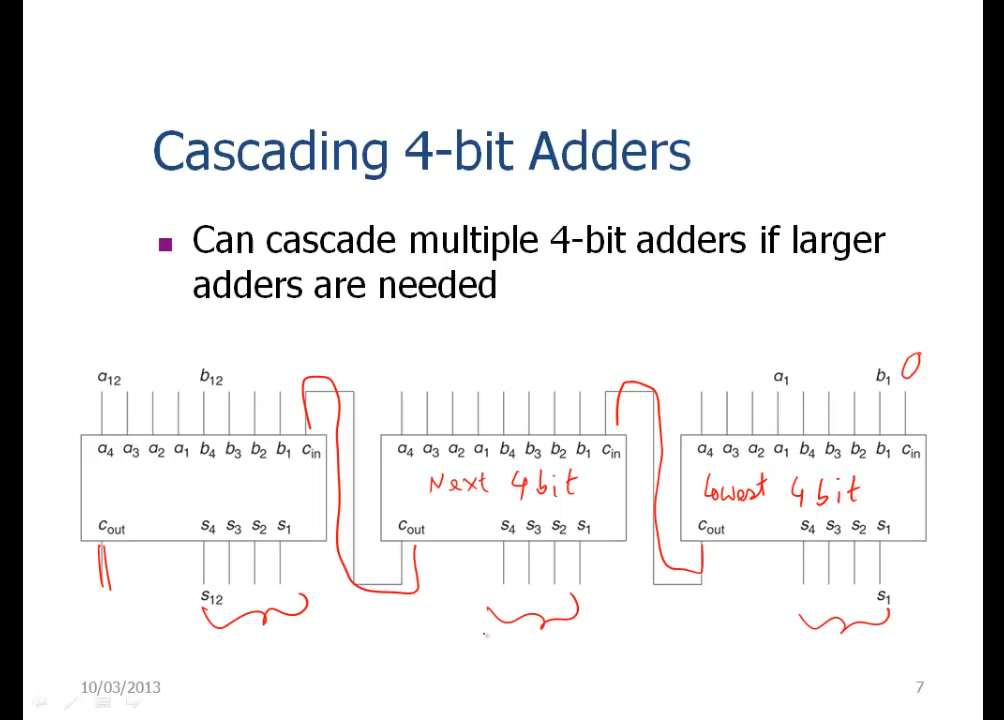 Cascading 4-bit Adders
Can cascade multiple 4-bit adders if larger
adders are needed
a12 b12 a1 b1 0
a4 a3 a2 a1 b4 b3 b2 b1 cin a4 a3 a2 a1 b4 b3 b2 b1 cin a4 a3 a2 a1 b4 b3 b2 b1 cin
Next 4 bit Lowest 4 bit
cout s4 s3 s2 s1 cout s4 s3 s2 s1 cout s4 s3 s2 s1
s12 s1
10/03/2013 7